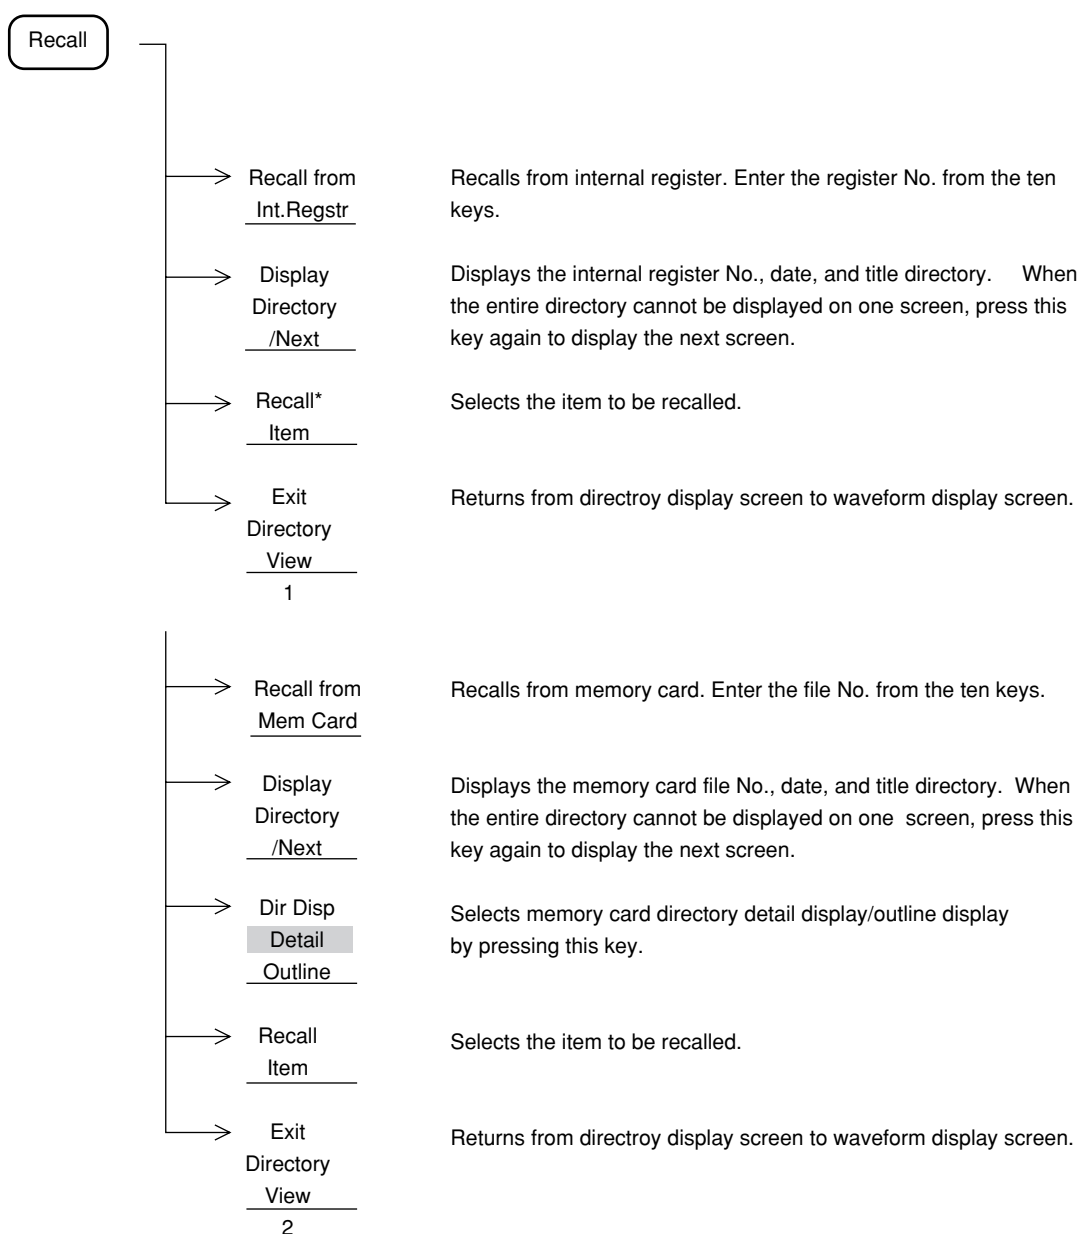 Recall
Recall from
Int.Regstr
Recalls from internal register. Enter the register No. from the ten
keys.
Display
Directory
/Next
Displays the internal register No., date, and title directory. When
the entire directory cannot be displayed on one screen, press this
key again to display the next screen.
Recall*
Item
Selects the item to be recalled.
Exit
Directory
View
1
Returns from directroy display screen to waveform display screen.
Recall from
Mem Card
Recalls from memory card. Enter the file No. from the ten keys.
Display
Directory
/Next
Displays the memory card file No., date, and title directory. When
the entire directory cannot be displayed on one screen, press this
key again to display the next screen.
Dir Disp
Detail
Outline
Selects memory card directory detail display/outline display
by pressing this key.
Recall
Item
Selects the item to be recalled.
Exit
Directory
View
2
Returns from directroy display screen to waveform display screen.